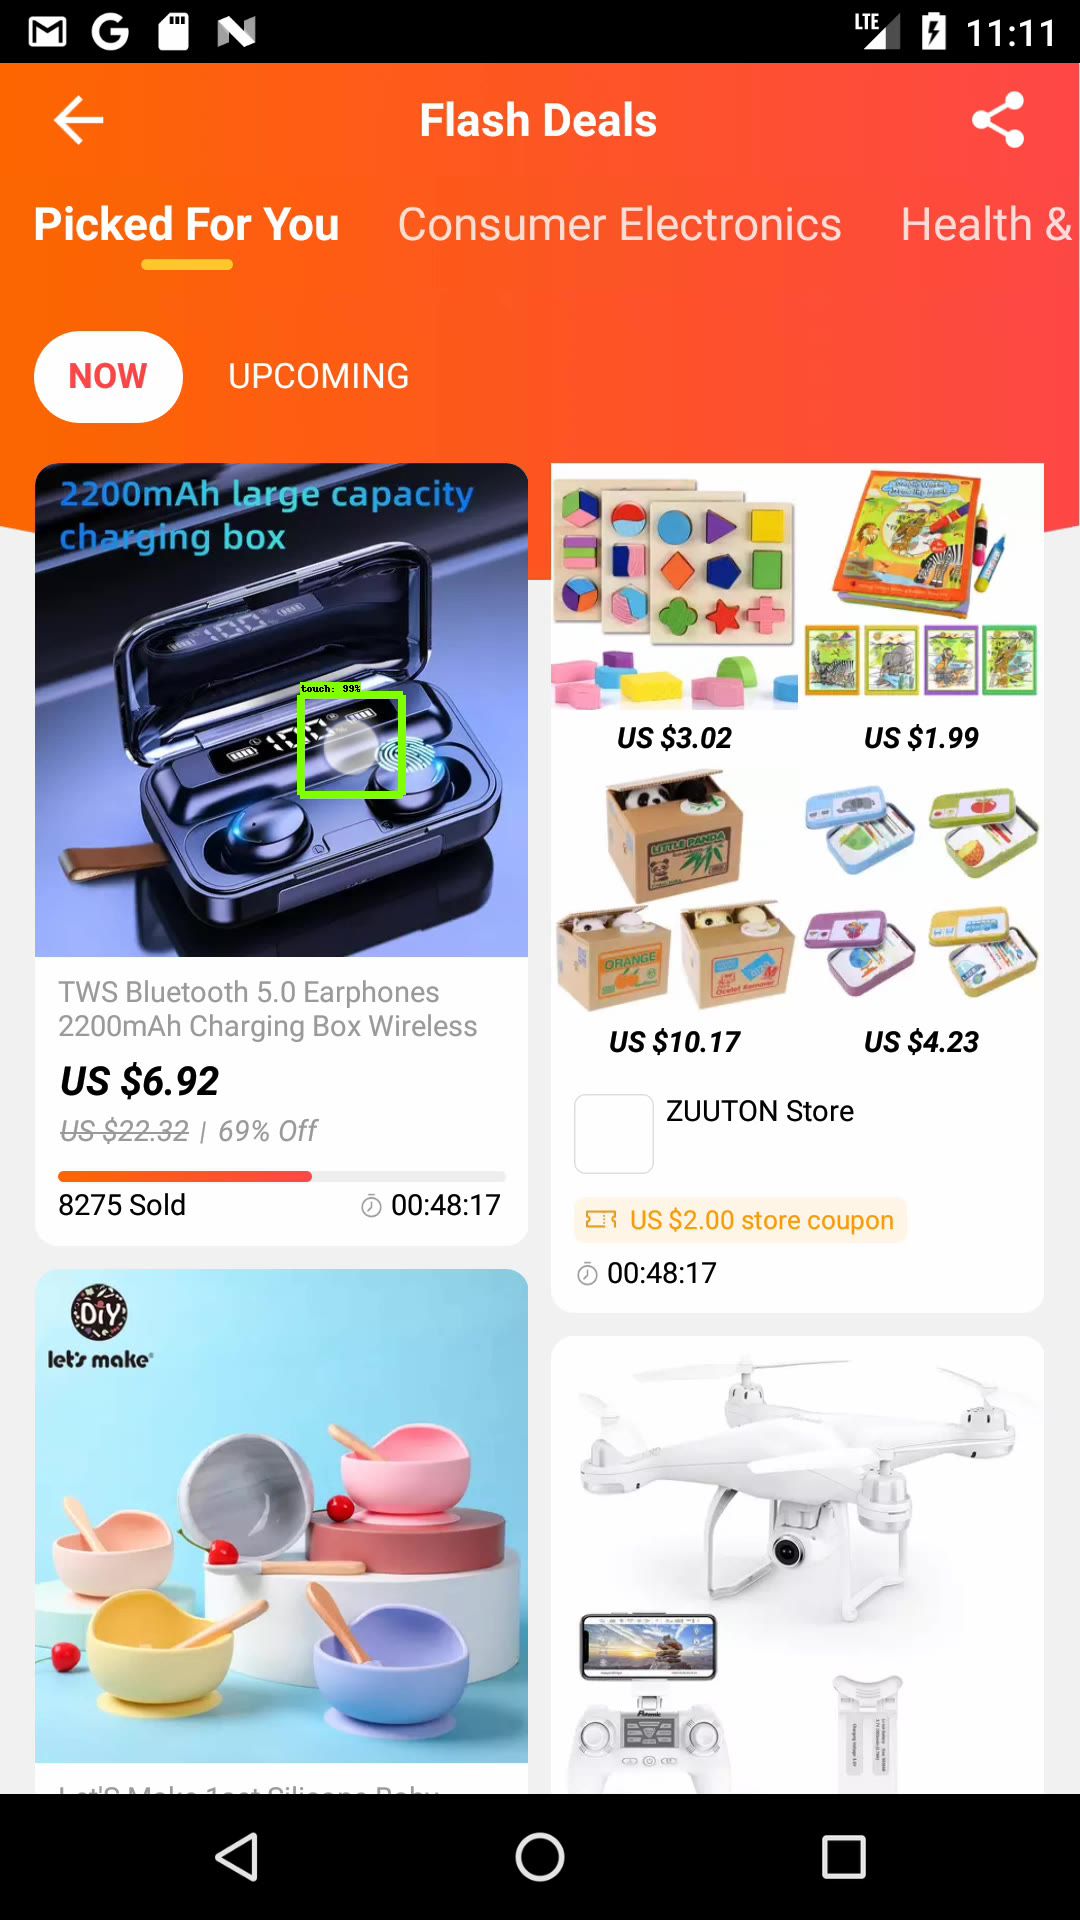 LTE 11:11
Flash Deals
Picked For You Consumer Electronics Health &
NOW UPCOMING
2200mAh large capacity
charging box
touch: 99%
TWS Bluetooth 5.0 Earphones
2200mAh Charging Box Wireless
US $6.92
US $22.32 | 69% Off
8275 Sold 00:48:17
US $3.02 US $1.99
LITTLE PANDA
ORANGE
US $10.17 US $4.23
ZUUTON Store
US $2.00 store coupon
00:48:17
DIY
let's make
Potensic